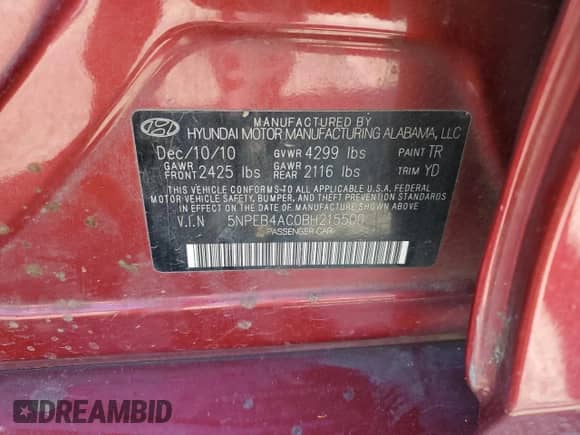 MANUFACTURED BY
HYUNDAI MOTOR MANUFACTURING ALABAMA, LLC
Dec/10/10 GVWR 4299 lbs PAINT TR
GAWR FRONT 2425 lbs GAWR REAR 2116 lbs TRIM YD
THIS VEHICLE CONFORMS TO ALL APPLICABLE U.S.A. FEDERAL
MOTOR VEHICLE SAFETY, BUMPER, AND THEFT PREVENTION STANDARDS
IN EFFECT ON THE DATE OF MANUFACTURE SHOWN ABOVE.
V.I.N 5NPEB4AC0BH215500
(PASSENGER CAR)
DREAMBID